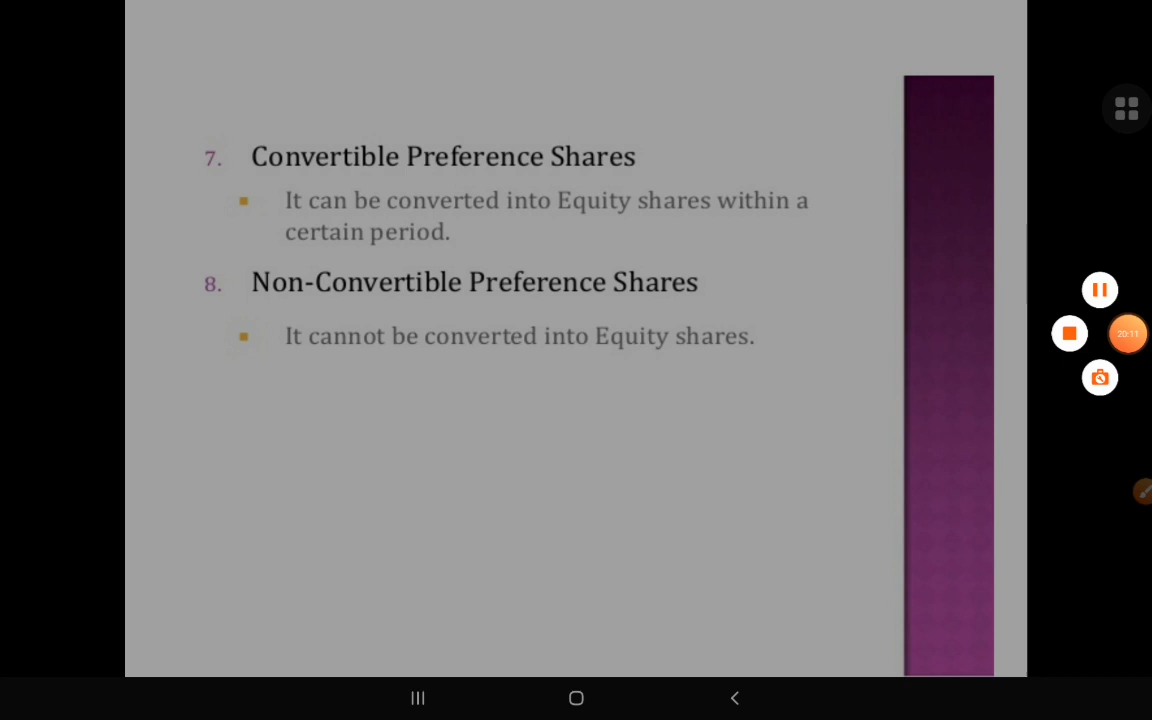 7. Convertible Preference Shares
▪ It can be converted into Equity shares within a
certain period.
8. Non-Convertible Preference Shares
▪ It cannot be converted into Equity shares.
20:11